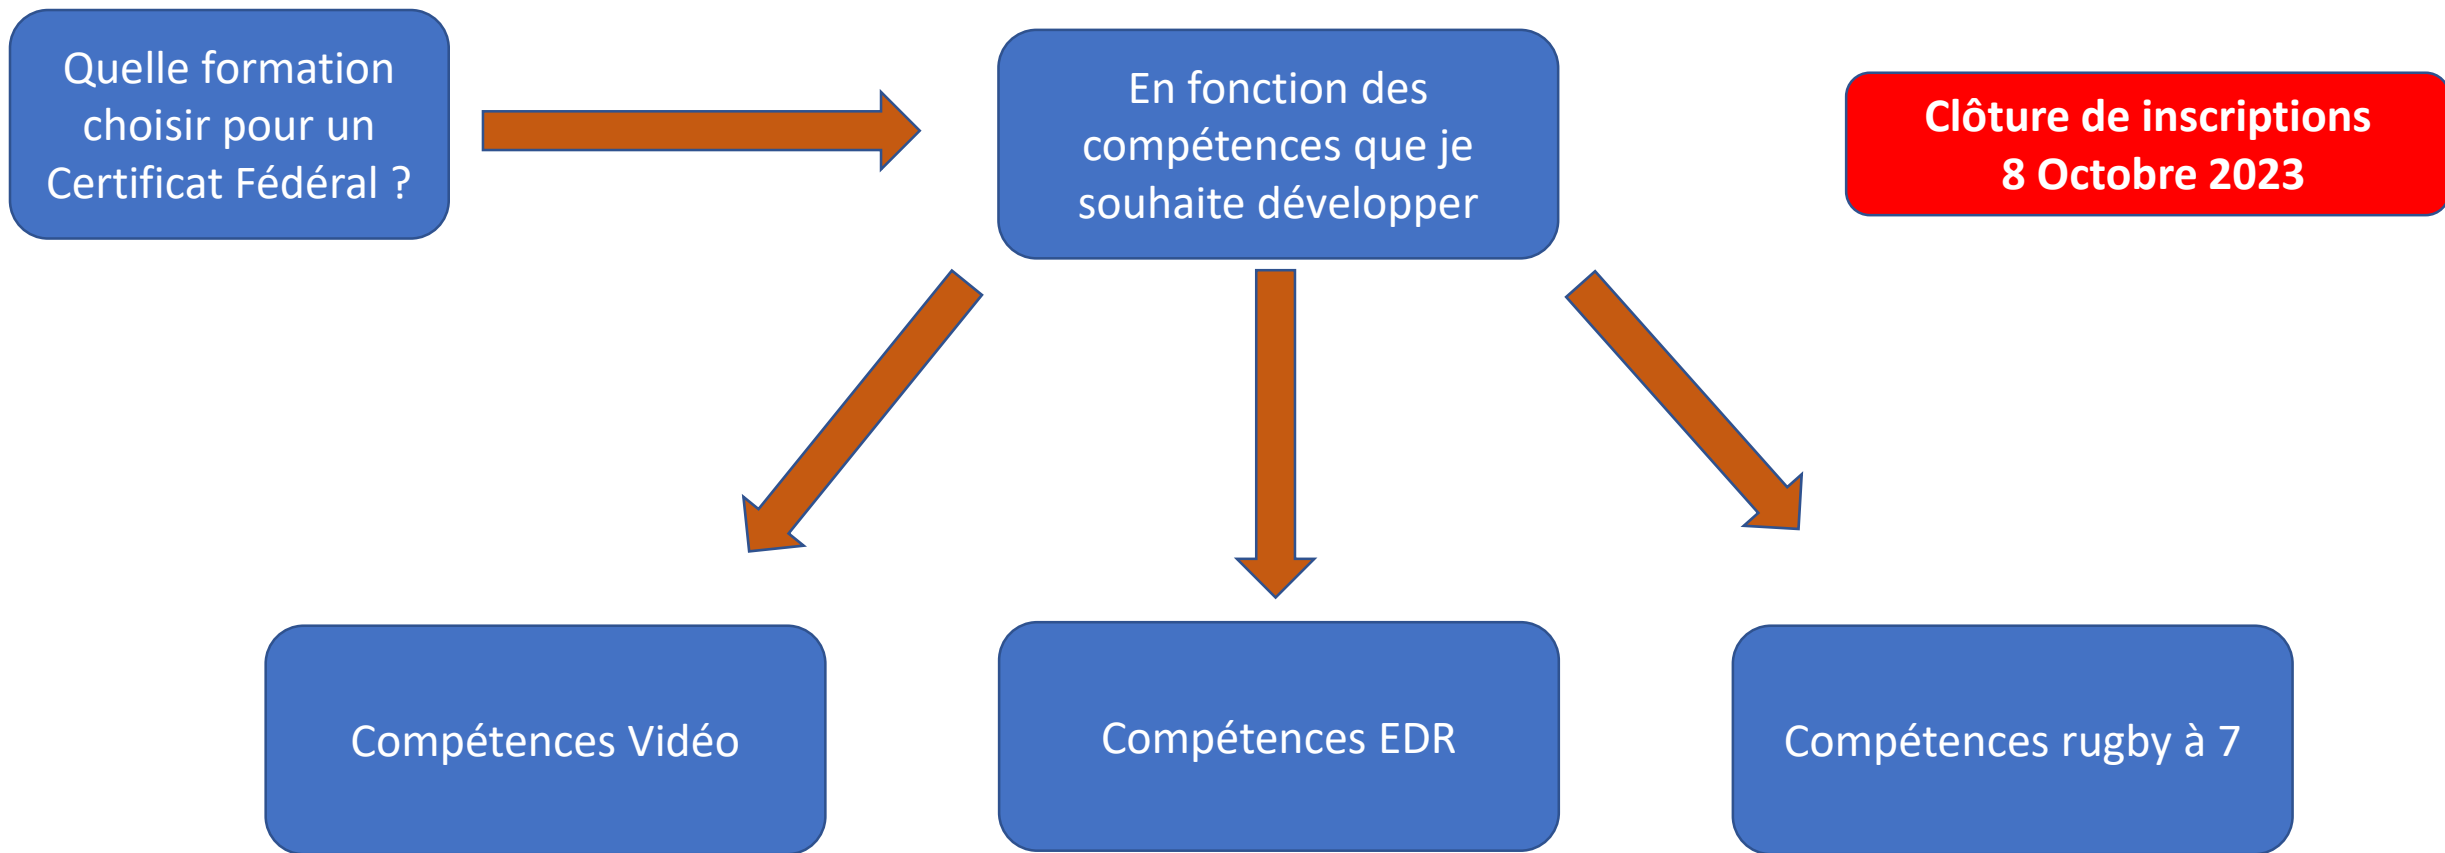 Quelle formation
choisir pour un
Certificat Fédéral ?
En fonction des
compétences que je
souhaite développer
Clôture de inscriptions
8 Octobre 2023
Compétences Vidéo
Compétences EDR
Compétences rugby à 7